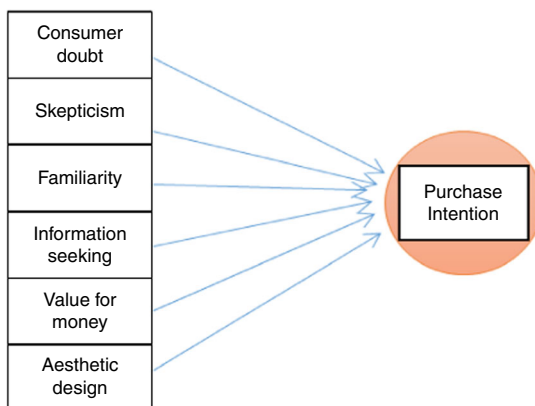 Consumer
doubt
Skepticism
Familiarity
Information
seeking
Value for
money
Aesthetic
design
Purchase
Intention